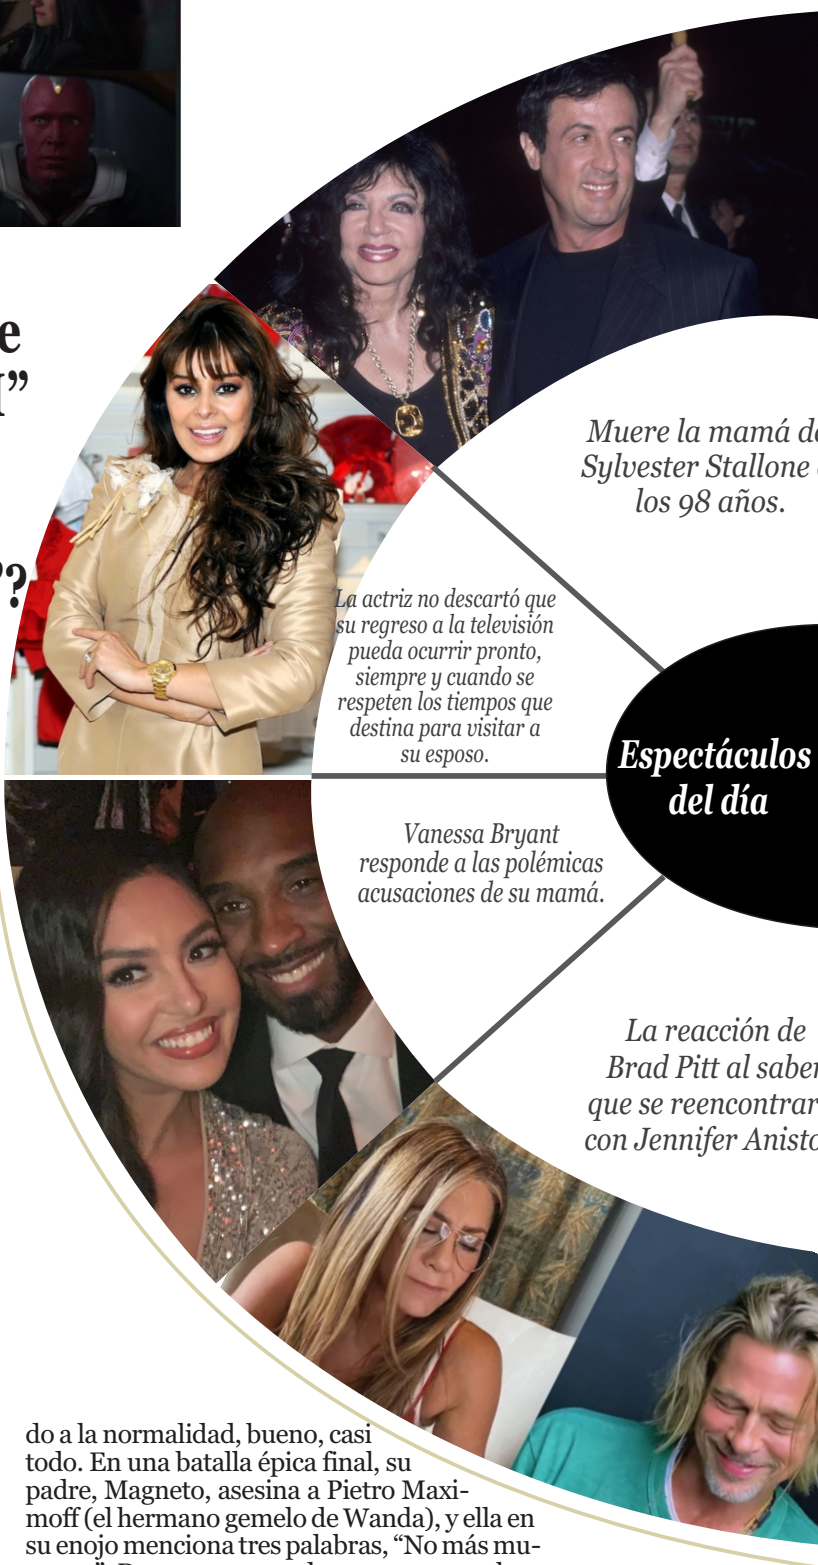 e
I”
”?
Muere la mamá
Sylvester Stallone
los 98 años.
La actriz no descartó que
su regreso a la televisión
pueda ocurrir pronto,
siempre y cuando se
respeten los tiempos que
destina para visitar a
su esposo.
Espectáculos
del día
Vanessa Bryant
responde a las polémicas
acusaciones de su mamá.
La reacción de
Brad Pitt al saber
que se reencontrar
con Jennifer Anisto
do a la normalidad, bueno, casi
todo. En una batalla épica final, su
padre, Magneto, asesina a Pietro Maxi-
moff (el hermano gemelo de Wanda), y ella en
su enojo menciona tres palabras, “No más mu-